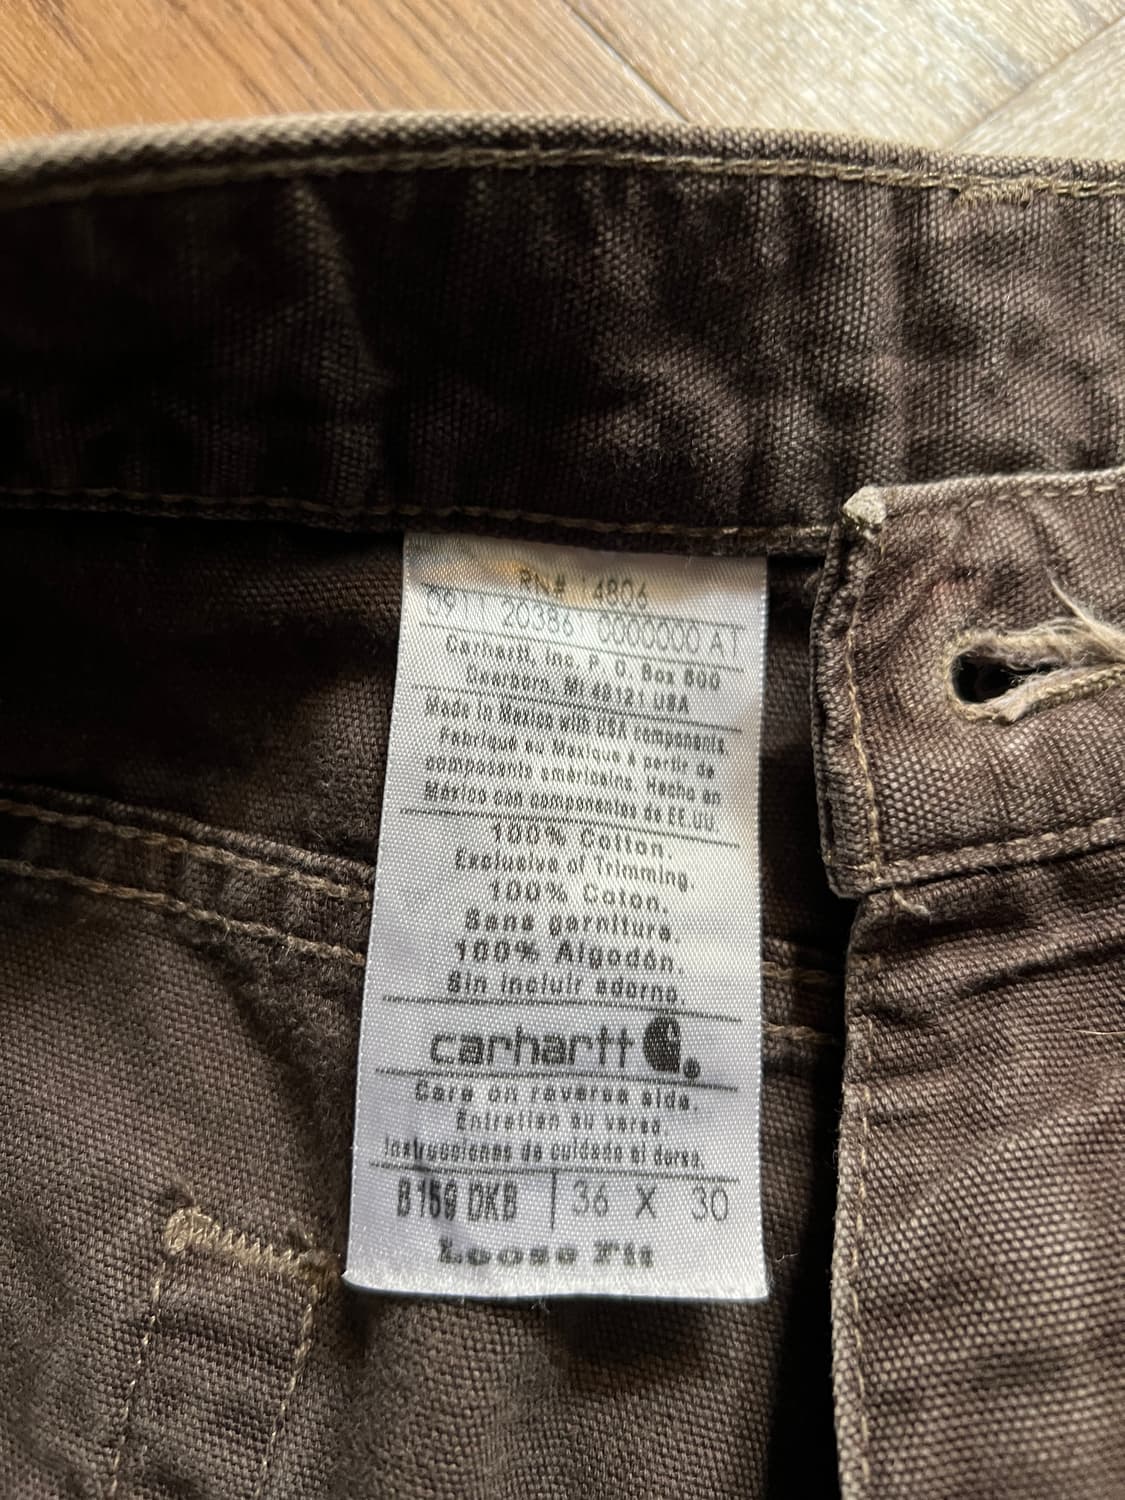 RN# 14806
0911 20386 0000000 A1
Carhartt, Inc. P. O. Box 600
Dearborn, MI 48121 USA
Made in Mexico with USA components
Fabriqué au Mexique à partir de
composants américains. Hecho en
México con componentes de EE.UU.
100% Cotton.
Exclusive of Trimming.
100% Coton.
Sans garniture.
100% Algodón.
Sin incluir adorno.
carhartt
Care on reverse side.
Entretien au verso.
Instrucciones de cuidado al dorso.
B159 DKB 36 X 30
Loose Fit